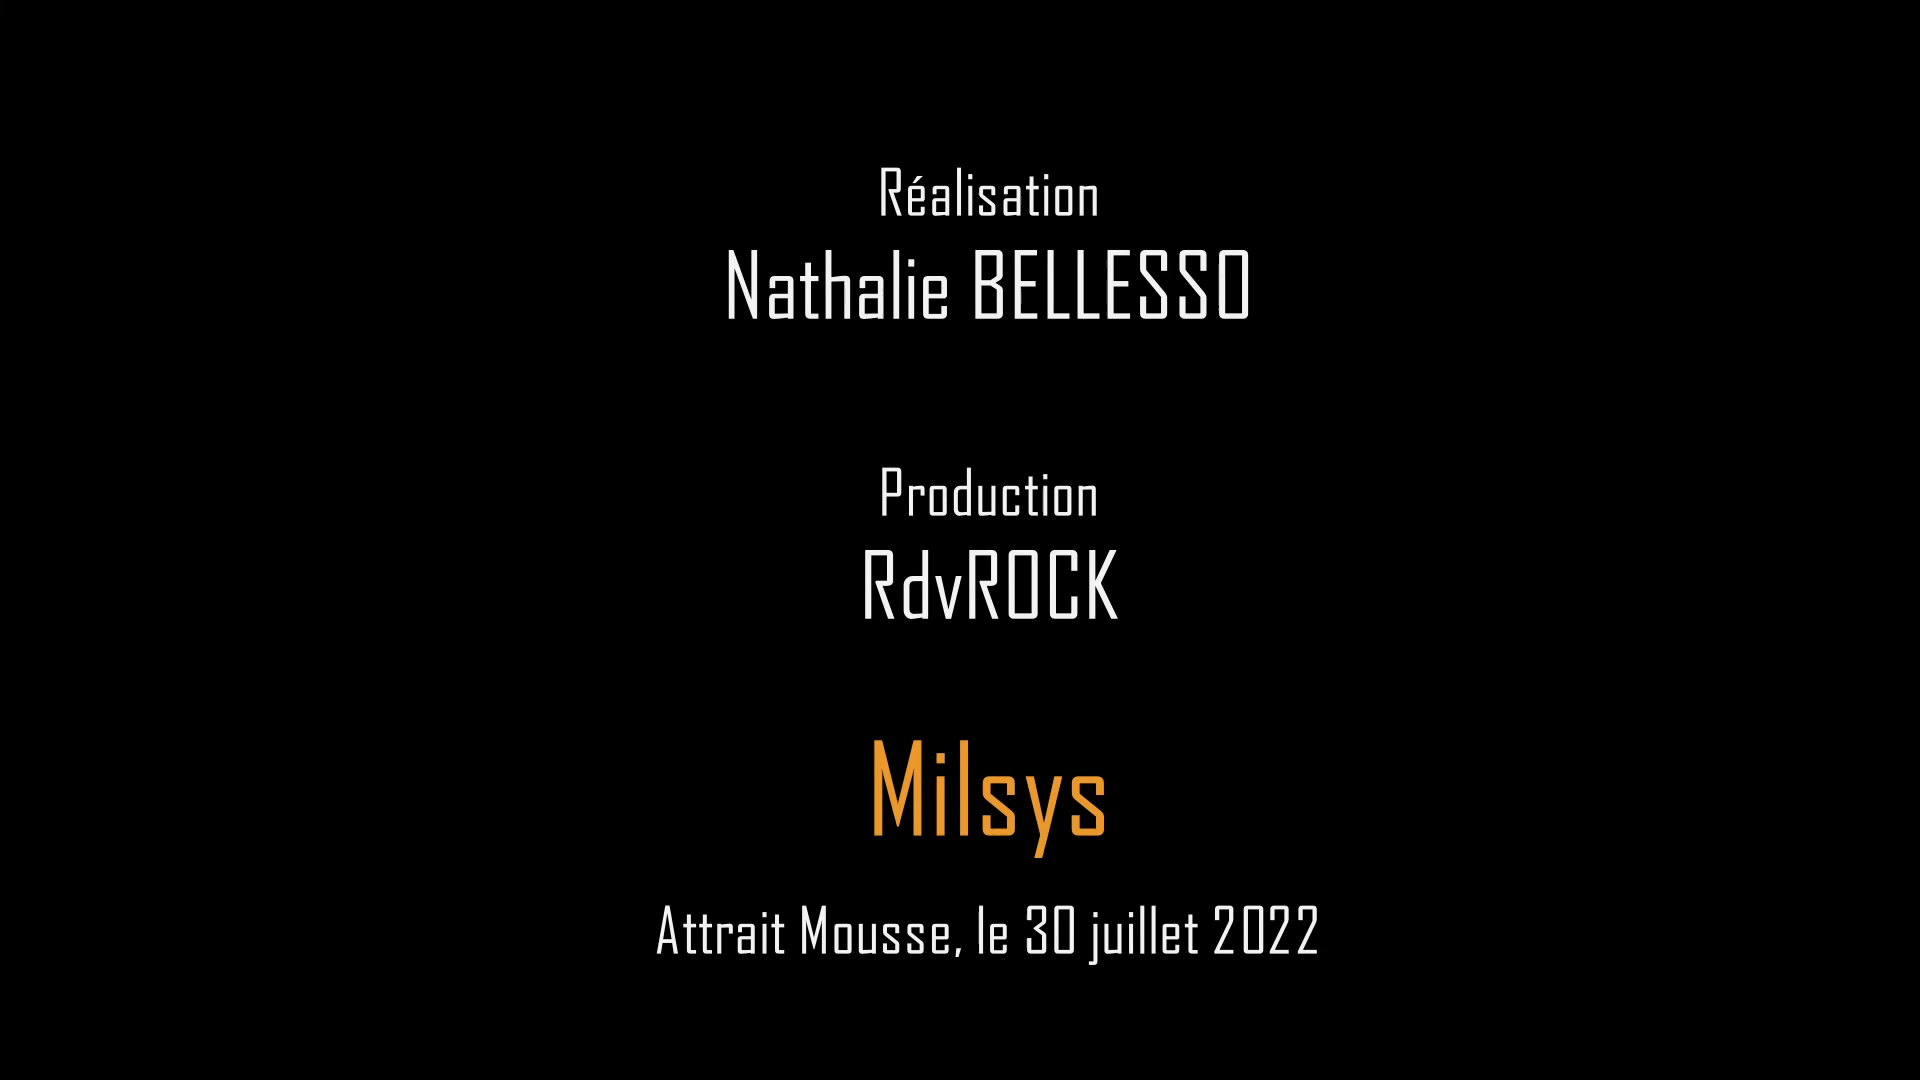 Réalisation
Nathalie BELLESSO
Production
RdvROCK
Milsys
Attrait Mousse, le 30 juillet 2022